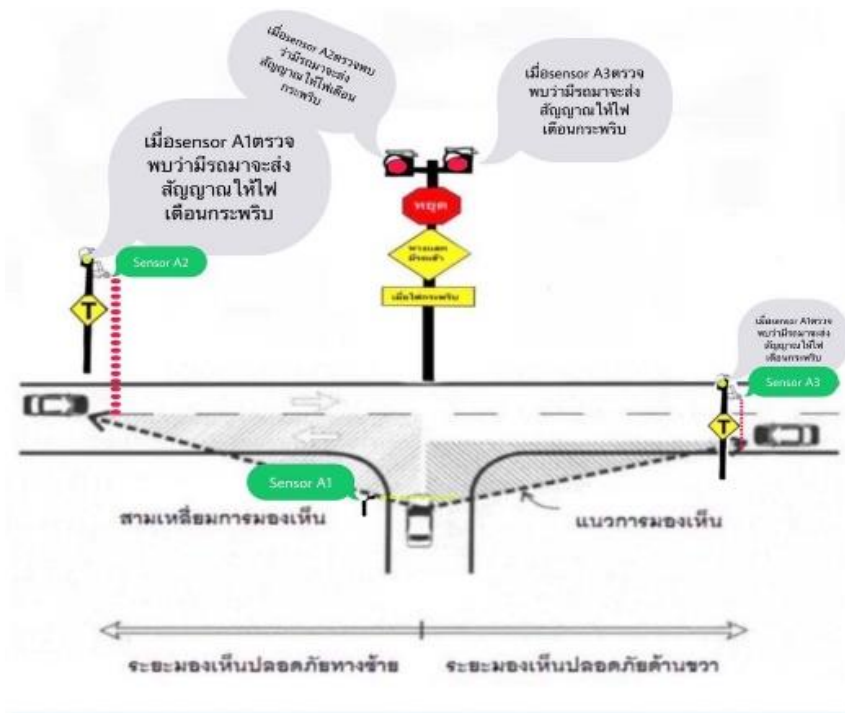 เมื่อsensor A2ตรวจพบ
ว่ามีรถมาจะส่ง
สัญญาณให้ไฟเตือน
กระพริบ
เมื่อsensor A3ตรวจ
พบว่ามีรถมาจะส่ง
สัญญาณให้ไฟ
เตือนกระพริบ
เมื่อsensor A1ตรวจ
พบว่ามีรถมาจะส่ง
สัญญาณให้ไฟ
เตือนกระพริบ
หยุด
Sensor A2
ทางแยก
มีรถเข้า
T
เมื่อไฟกระพริบ
เมื่อsensor A1ตรวจ
พบว่ามีรถมาจะส่ง
สัญญาณให้ไฟ
เตือนกระพริบ
Sensor A3
T
Sensor A1
สามเหลี่ยมการมองเห็น
แนวการมองเห็น
ระยะมองเห็นปลอดภัยทางซ้าย
ระยะมองเห็นปลอดภัยด้านขวา